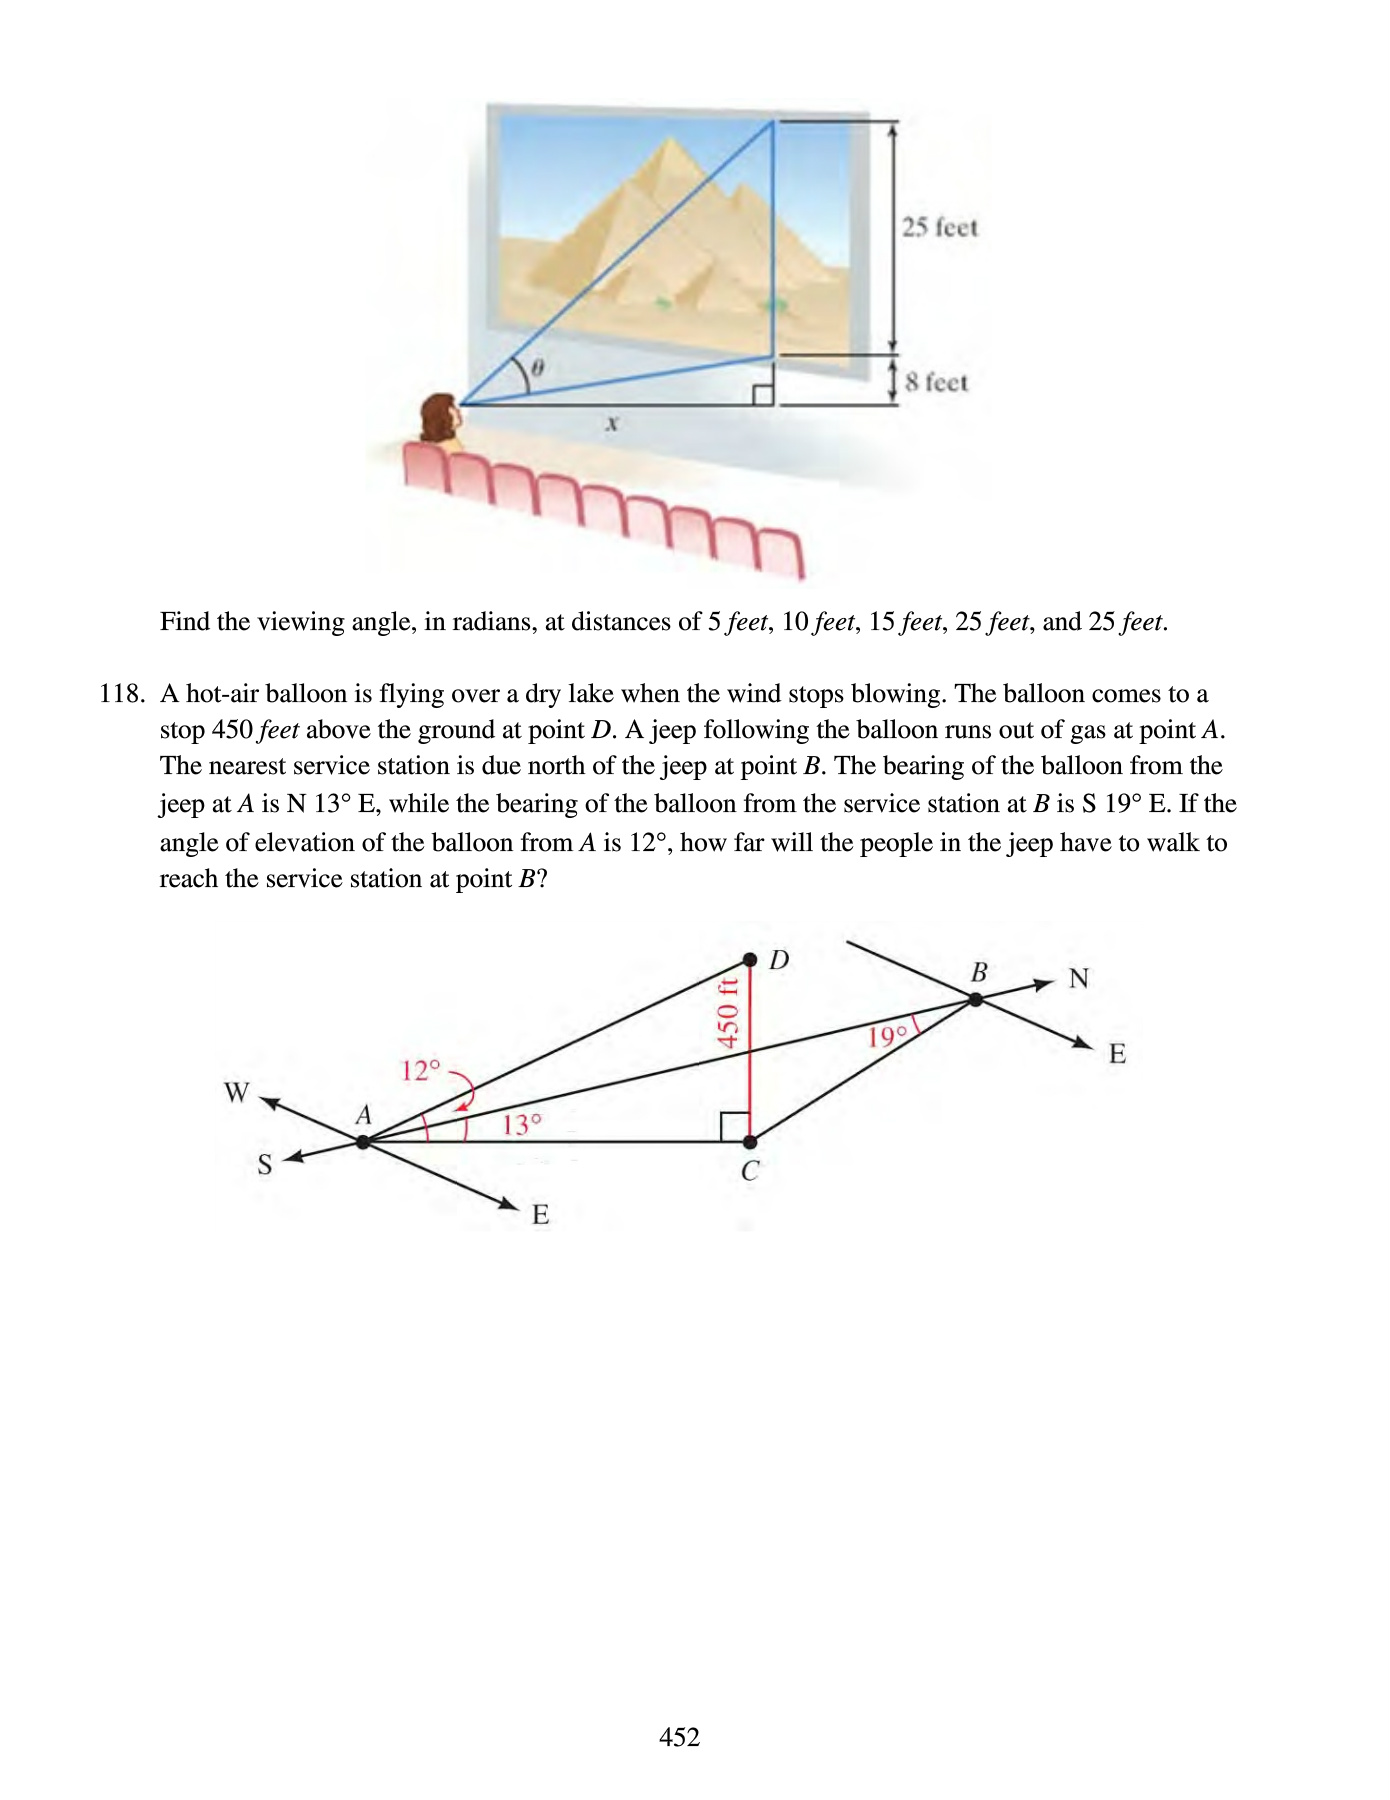 25 feet
θ
8 feet
x
Find the viewing angle, in radians, at distances of 5 feet, 10 feet, 15 feet, 25 feet, and 25 feet.
118. A hot-air balloon is flying over a dry lake when the wind stops blowing. The balloon comes to a
stop 450 feet above the ground at point D. A jeep following the balloon runs out of gas at point A.
The nearest service station is due north of the jeep at point B. The bearing of the balloon from the
jeep at A is N 13° E, while the bearing of the balloon from the service station at B is S 19° E. If the
angle of elevation of the balloon from A is 12°, how far will the people in the jeep have to walk to
reach the service station at point B?
D
B
N
450 ft
19°
E
12°
W
A
13°
S
C
E
452